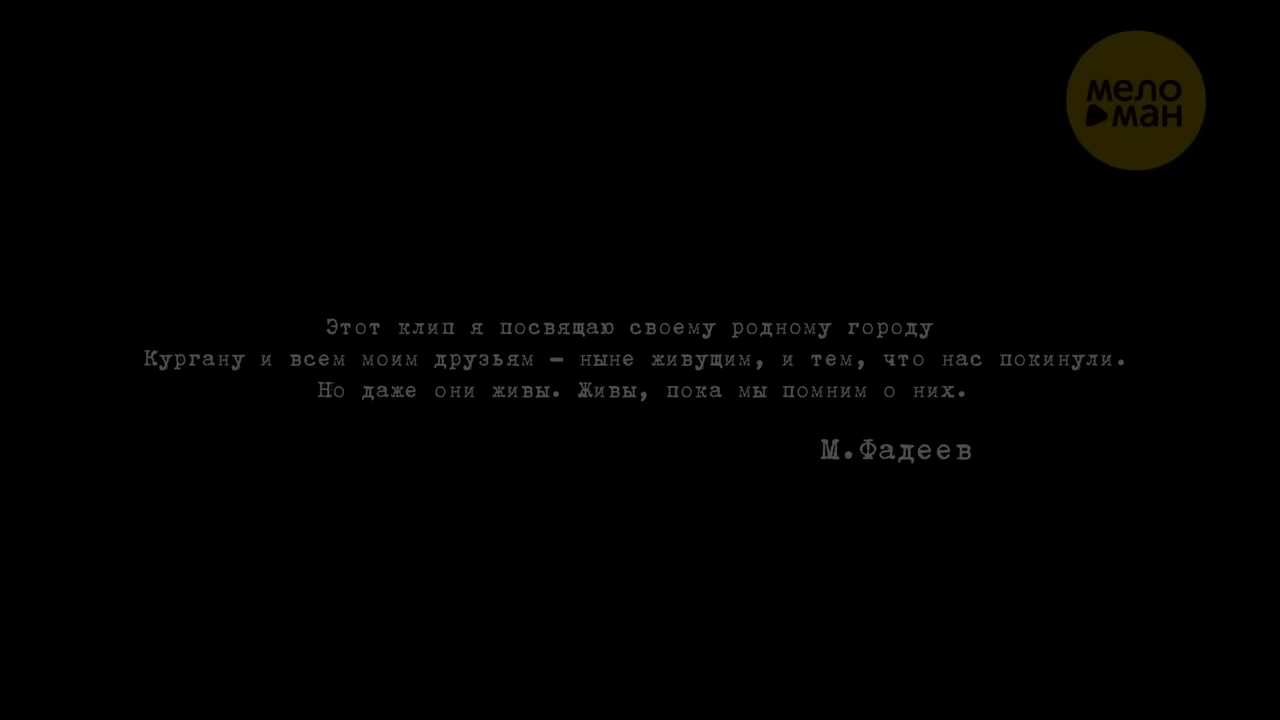 мело
ман
Этот клип я посвящаю своему родному городу
Кургану и всем моим друзьям – ныне живущим, и тем, что нас покинули.
Но даже они живы. Живы, пока мы помним о них.
М.Фадеев